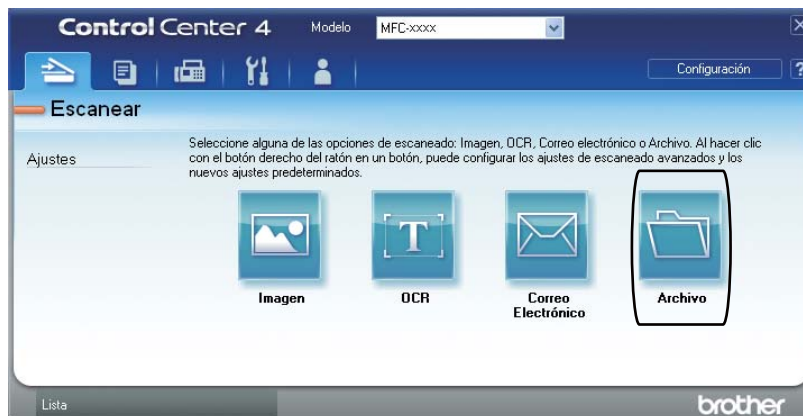 Control Center 4 Modelo MFC-xxxx
Configuración ?
Escanear
Ajustes
Seleccione alguna de las opciones de escaneado: Imagen, OCR, Correo electrónico o Archivo. Al hacer clic
con el botón derecho del ratón en un botón, puede configurar los ajustes de escaneado avanzados y los
nuevos ajustes predeterminados.
T
Imagen OCR Correo Archivo
Electrónico
Lista brother